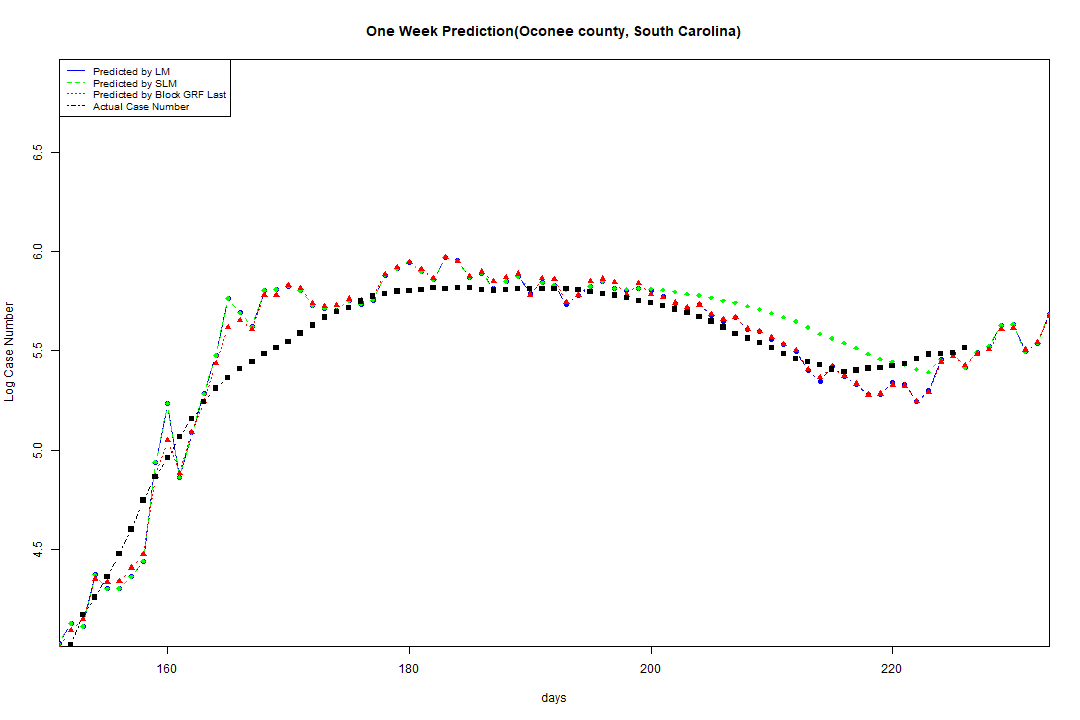 One Week Prediction(Oconee county, South Carolina)
Predicted by LM
Predicted by SLM
Predicted by Block GRF Last
Actual Case Number
6.5
6.0
5.5
5.0
4.5
Log Case Number
160 180 200 220
days